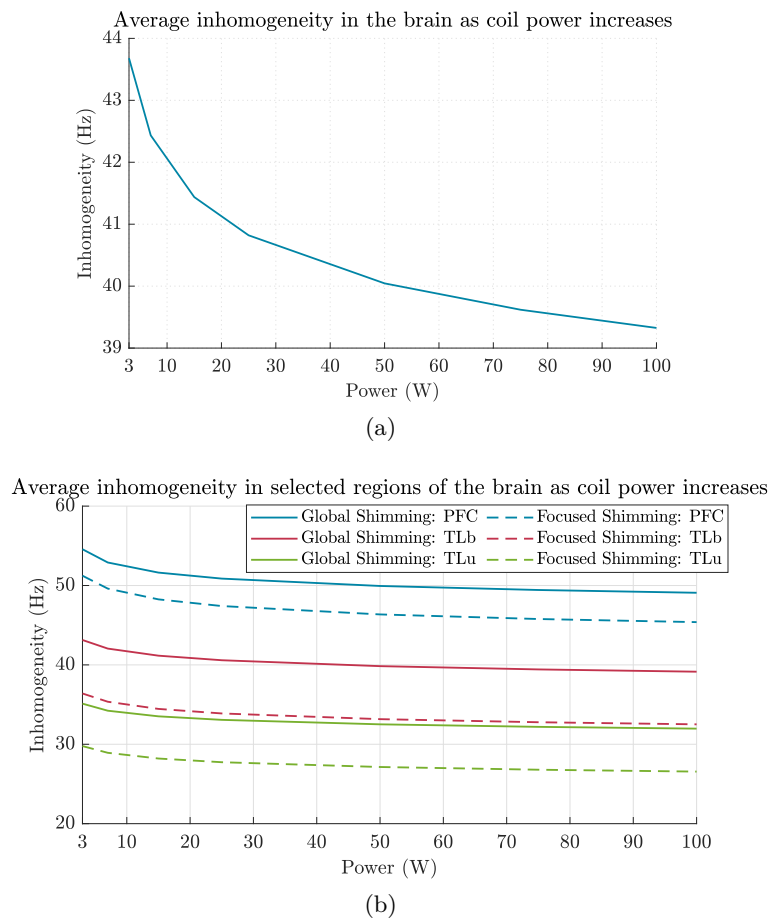 Average inhomogeneity in the brain as coil power increases
44
43
42
41
40
39
Inhomogeneity (Hz)
3 10 20 30 40 50 60 70 80 90 100
Power (W)
(a)
Average inhomogeneity in selected regions of the brain as coil power increases
60
50
40
30
20
Inhomogeneity (Hz)
Global Shimming: PFC Focused Shimming: PFC
Global Shimming: TLb Focused Shimming: TLb
Global Shimming: TLu Focused Shimming: TLu
3 10 20 30 40 50 60 70 80 90 100
Power (W)
(b)